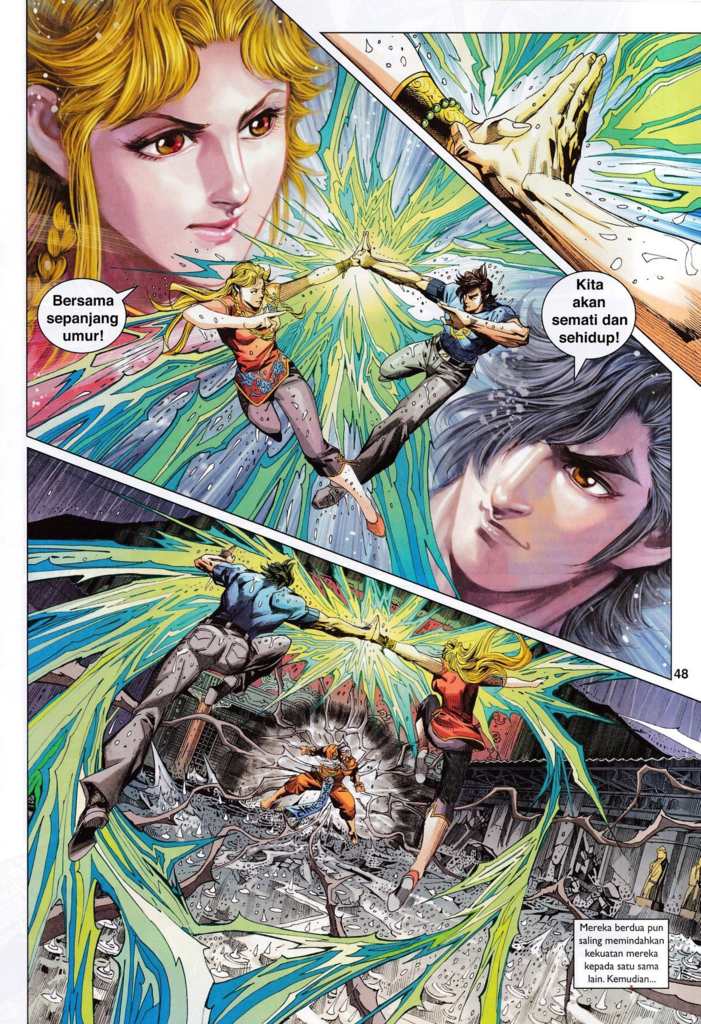 Bersama
sepanjang
umur!
Kita
akan
semati dan
sehidup!
48
Mereka berdua pun
saling memindahkan
kekuatan mereka
kepada satu sama
lain. Kemudian...